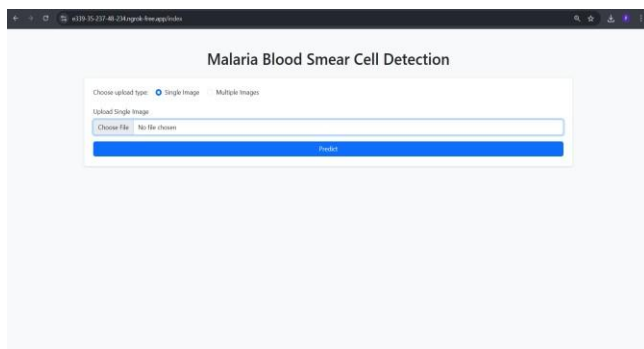 e339-35-237-48-234.ngrok-free.app/index
Malaria Blood Smear Cell Detection
Choose upload type: Single Image Multiple Images
Upload Single Image
Choose File No file chosen
Predict